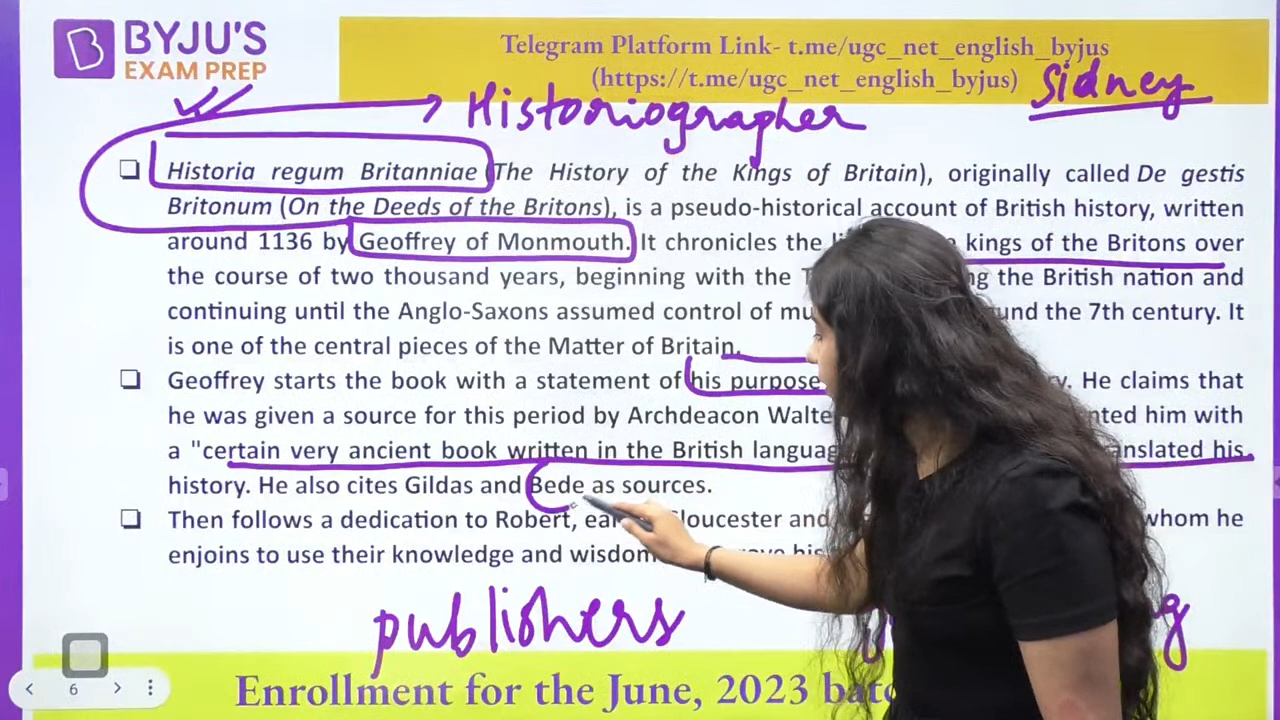 BYJU'S
EXAM PREP
Telegram Platform Link- t.me/ugc_net_english_byjus
(https://t.me/ugc_net_english_byjus)
Sidney
Historiographer
Historia regum Britanniae (The History of the Kings of Britain), originally called De gestis
Britonum (On the Deeds of the Britons), is a pseudo-historical account of British history, written
around 1136 by Geoffrey of Monmouth. It chronicles the kings of the Britons over
the course of two thousand years, beginning with the the British nation and
continuing until the Anglo-Saxons assumed control of the 7th century. It
is one of the central pieces of the Matter of Britain.
Geoffrey starts the book with a statement of his purpose He claims that
he was given a source for this period by Archdeacon him with
a "certain very ancient book written in the British his
history. He also cites Gildas and Bede as sources.
Then follows a dedication to Robert, Gloucester and whom he
enjoins to use their knowledge and wisdom
publishers
6
Enrollment for the June, 2023